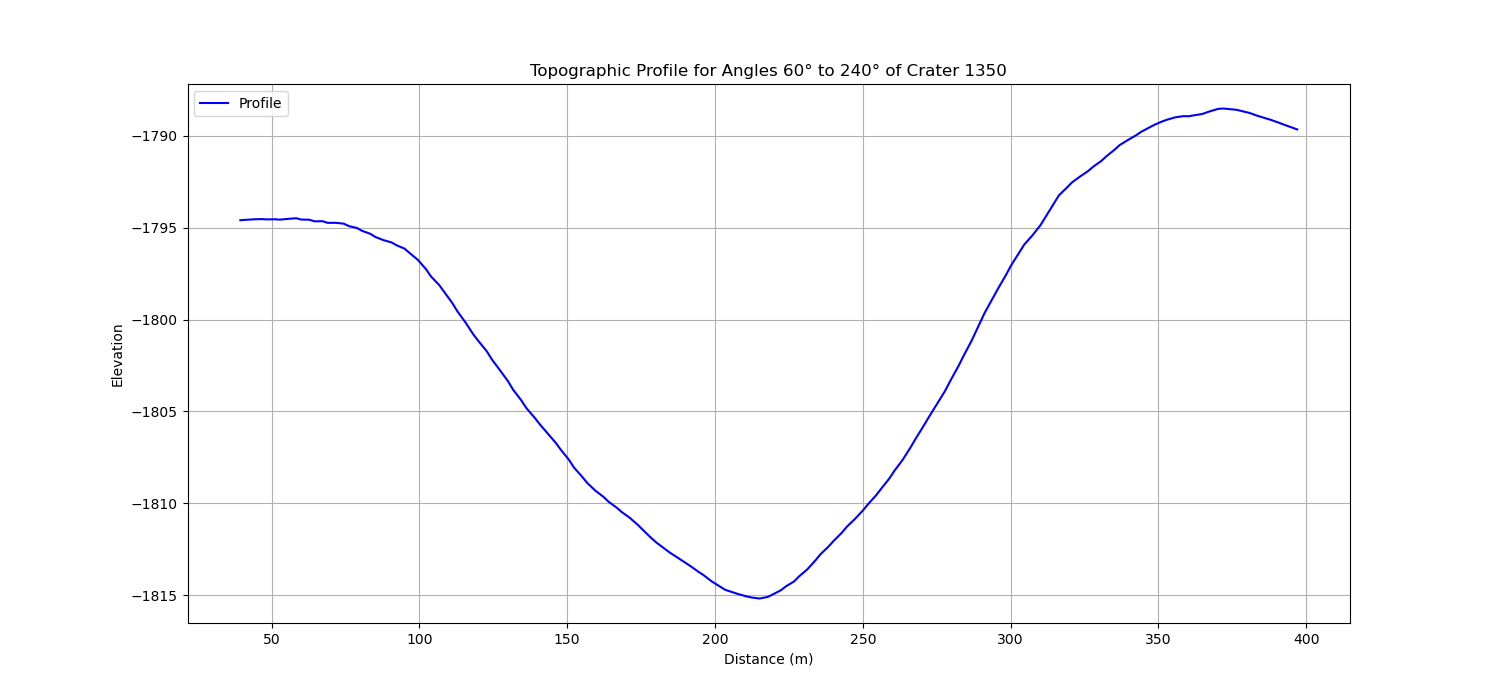 Topographic Profile for Angles 60° to 240° of Crater 1350
Profile
Elevation
−1790
−1795
−1800
−1805
−1810
−1815
50 100 150 200 250 300 350 400
Distance (m)